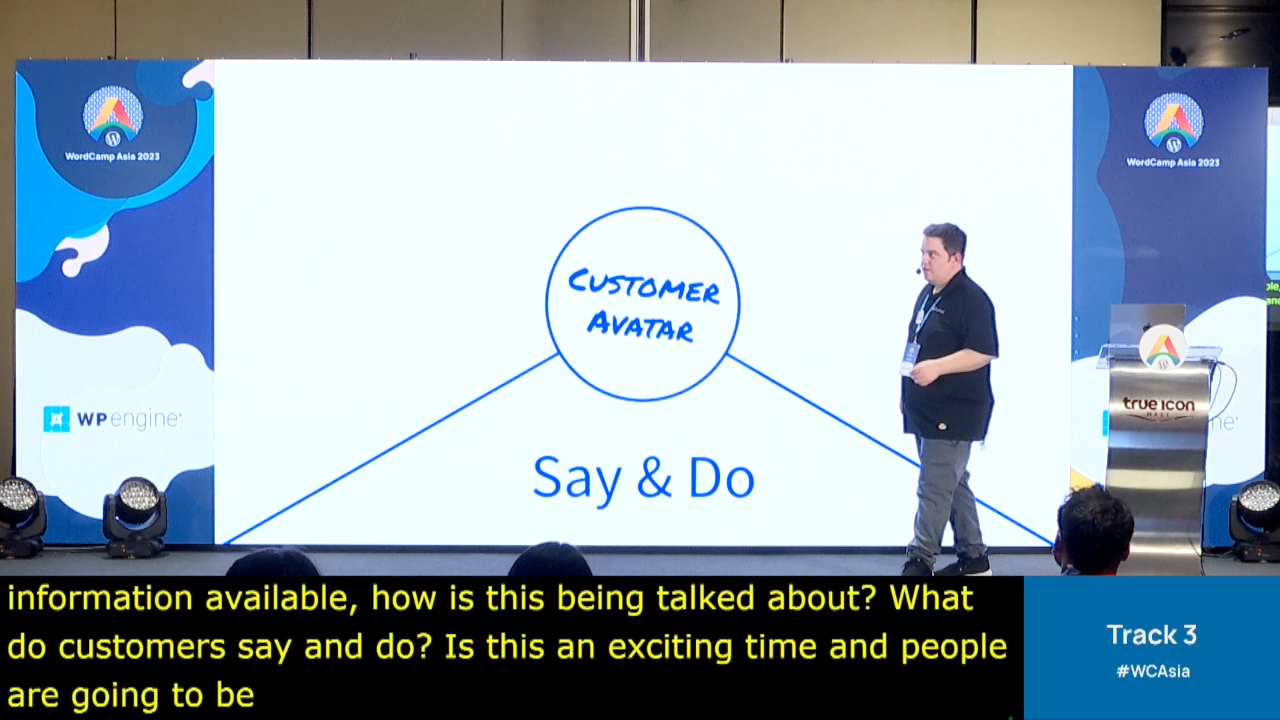 WordCamp Asia 2023
WP engine
CUSTOMER
AVATAR
Say & Do
WordCamp Asia 2023
true icon
HALL
ne
information available, how is this being talked about? What
do customers say and do? Is this an exciting time and people
are going to be
Track 3
#WCAsia